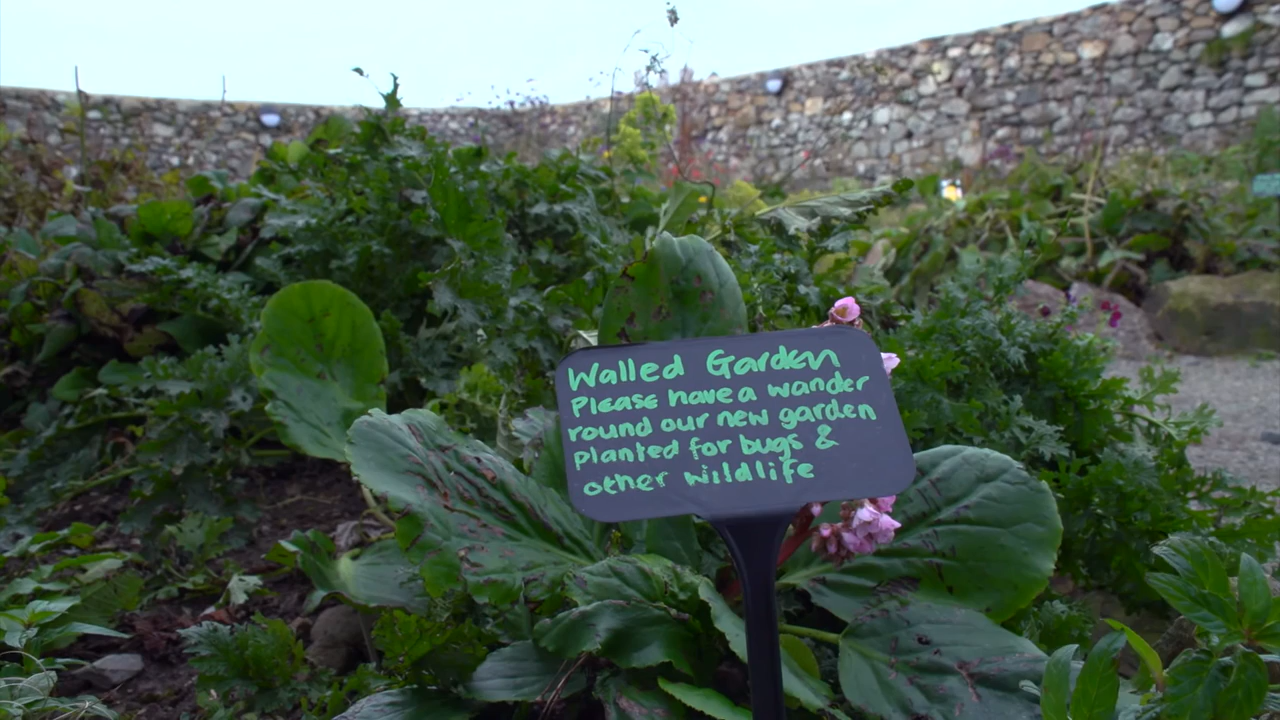 Walled Garden
Please have a wander
round our new garden
planted for bugs &
other wildlife